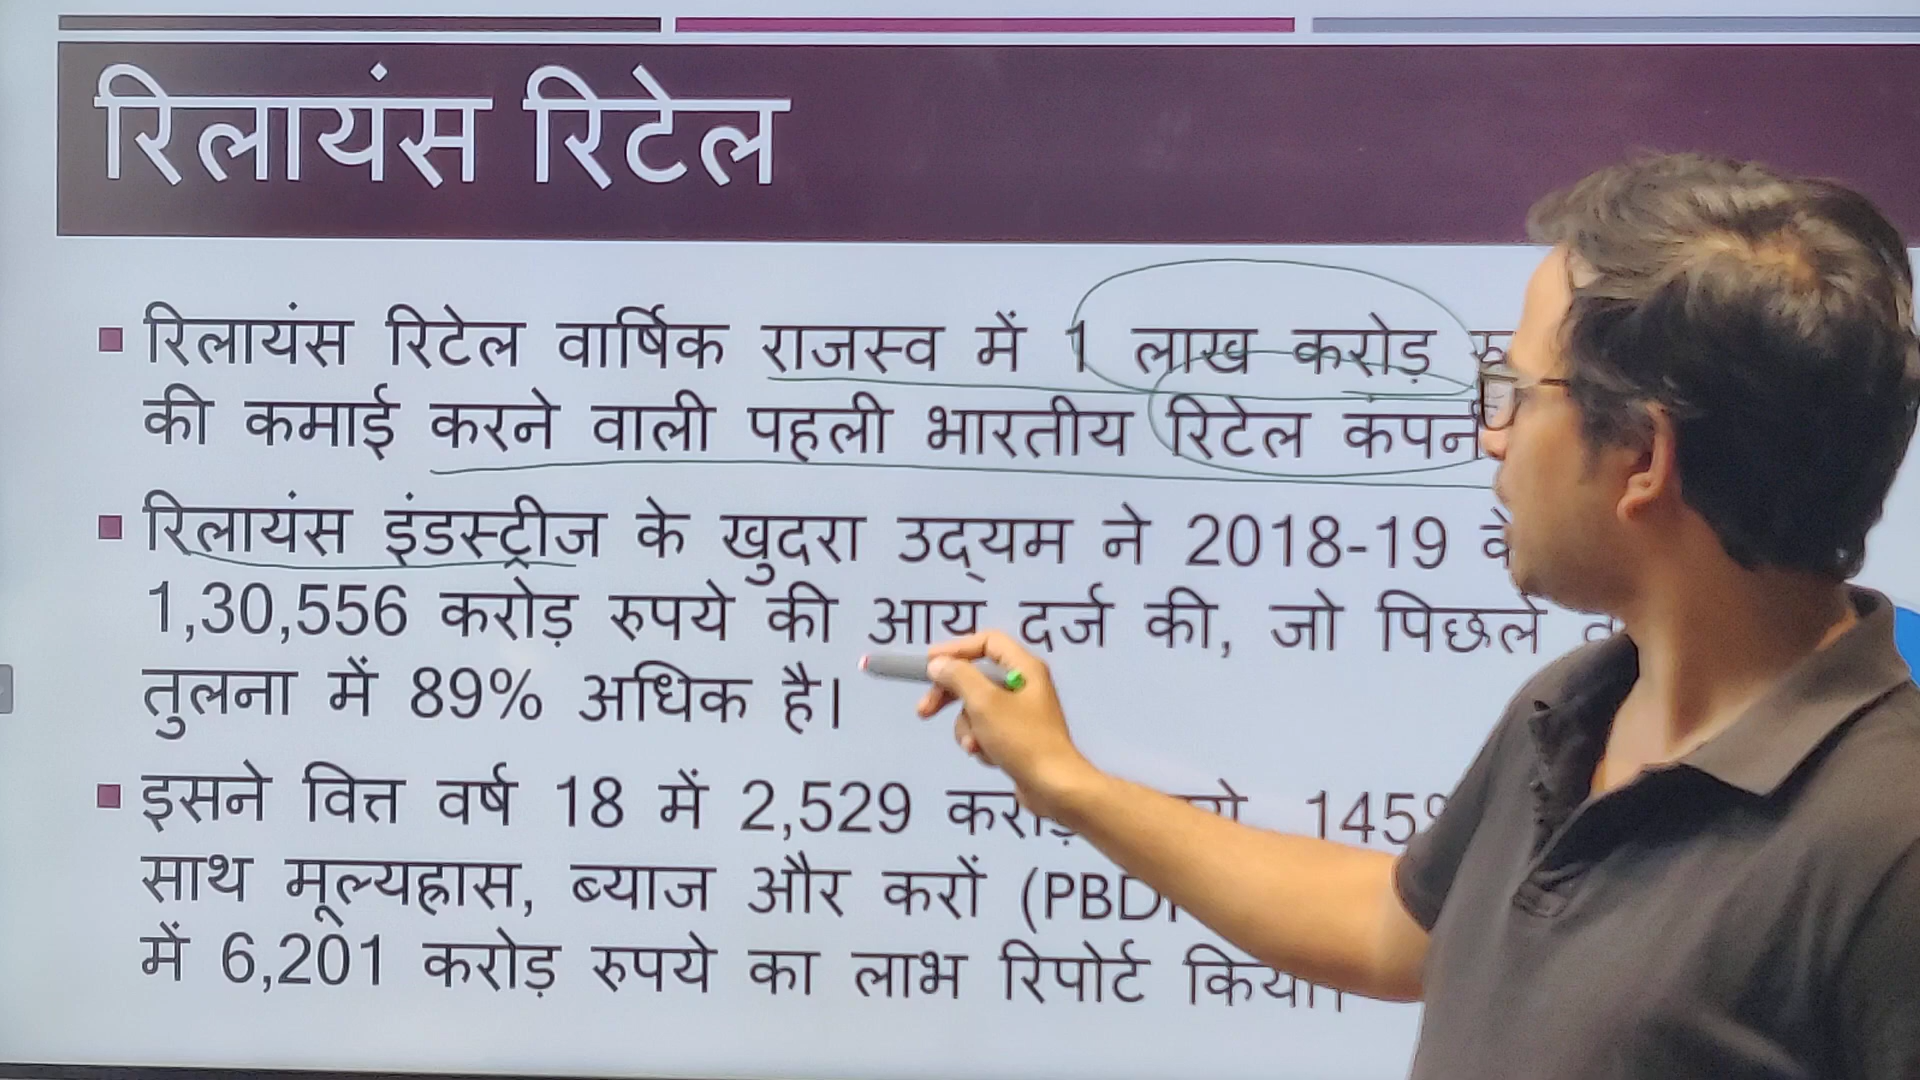 रिलायंस रिटेल
रिलायंस रिटेल वार्षिक राजस्व में 1 लाख करोड़
की कमाई करने वाली पहली भारतीय रिटेल
रिलायंस इंडस्ट्रीज के खुदरा उद्यम ने 2018-19
1,30,556 करोड़ रुपये की आय दर्ज की, जो पिछले
तुलना में 89% अधिक है।
इसने वित्त वर्ष 18 में 2,529
साथ मूल्यह्रास, ब्याज और करों
में 6,201 करोड़ रुपये का लाभ रिपोर्ट किया।